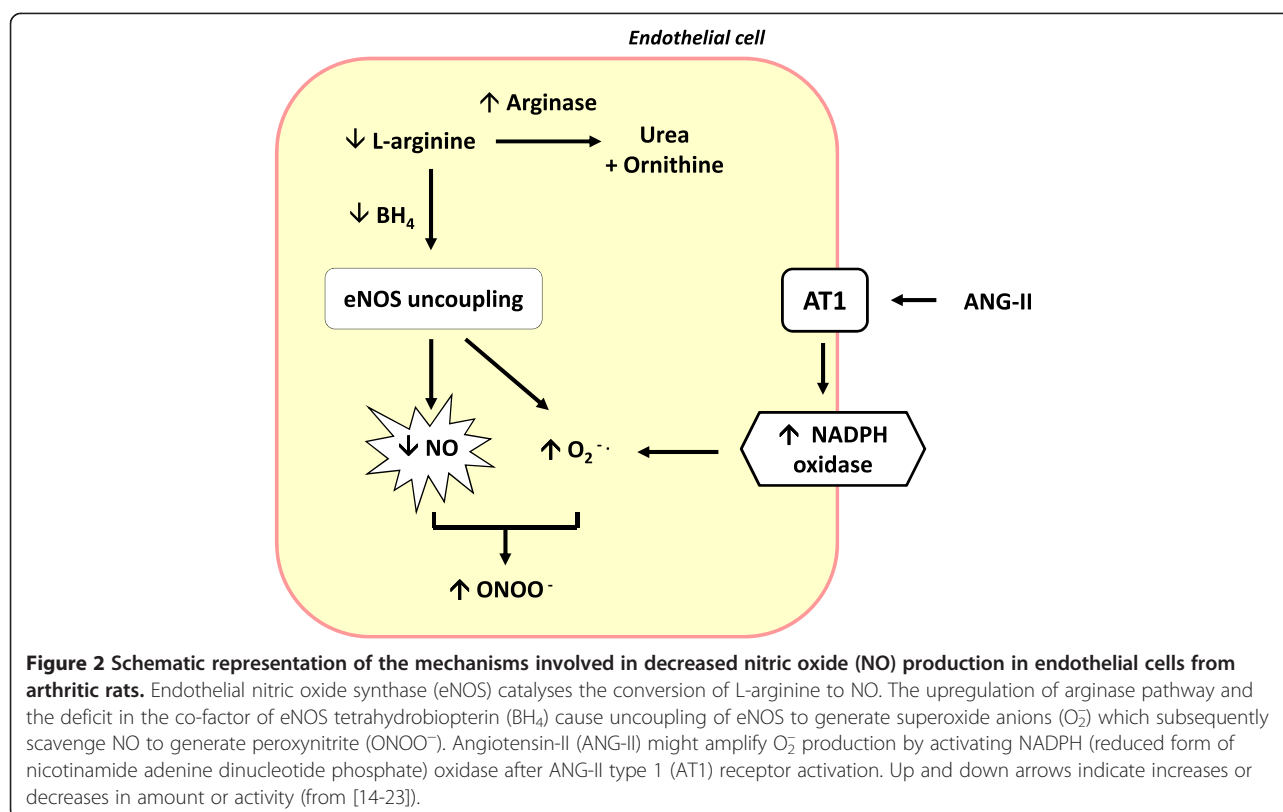 Endothelial cell
↑ Arginase
↓ L-arginine
Urea
+ Ornithine
↓ BH₄
eNOS uncoupling
AT1
ANG-II
↓ NO
↑ O₂⁻·
↑ NADPH
oxidase
↑ ONOO⁻
Figure 2 Schematic representation of the mechanisms involved in decreased nitric oxide (NO) production in endothelial cells from
arthritic rats. Endothelial nitric oxide synthase (eNOS) catalyses the conversion of L-arginine to NO. The upregulation of arginase pathway and
the deficit in the co-factor of eNOS tetrahydrobiopterin (BH₄) cause uncoupling of eNOS to generate superoxide anions (O₂⁻) which subsequently
scavenge NO to generate peroxynitrite (ONOO⁻). Angiotensin-II (ANG-II) might amplify O₂⁻ production by activating NADPH (reduced form of
nicotinamide adenine dinucleotide phosphate) oxidase after ANG-II type 1 (AT1) receptor activation. Up and down arrows indicate increases or
decreases in amount or activity (from [14-23]).